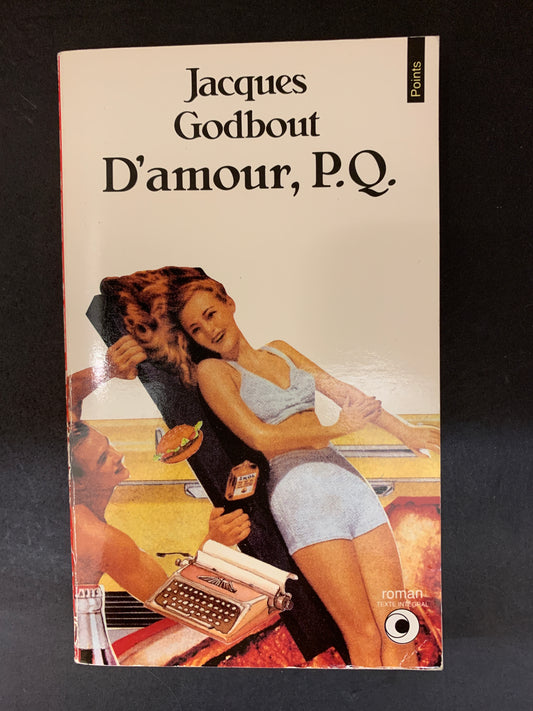 Points
Jacques
Godbout
D'amour, P.Q.
roman
TEXTE INTÉGRAL